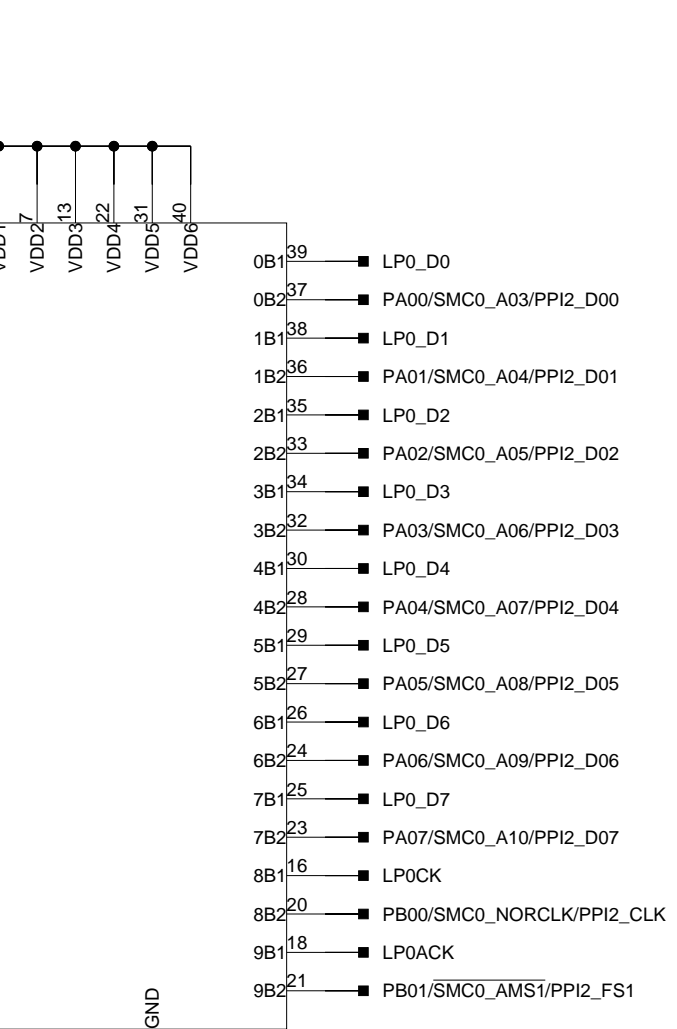 7 13 22 31 40
VDD1 VDD2 VDD3 VDD4 VDD5 VDD6
0B1 39 LP0_D0
0B2 37 PA00/SMC0_A03/PPI2_D00
1B1 38 LP0_D1
1B2 36 PA01/SMC0_A04/PPI2_D01
2B1 35 LP0_D2
2B2 33 PA02/SMC0_A05/PPI2_D02
3B1 34 LP0_D3
3B2 32 PA03/SMC0_A06/PPI2_D03
4B1 30 LP0_D4
4B2 28 PA04/SMC0_A07/PPI2_D04
5B1 29 LP0_D5
5B2 27 PA05/SMC0_A08/PPI2_D05
6B1 26 LP0_D6
6B2 24 PA06/SMC0_A09/PPI2_D06
7B1 25 LP0_D7
7B2 23 PA07/SMC0_A10/PPI2_D07
8B1 16 LP0CK
8B2 20 PB00/SMC0_NORCLK/PPI2_CLK
9B1 18 LP0ACK
9B2 21 PB01/SMC0_AMS1/PPI2_FS1
GND